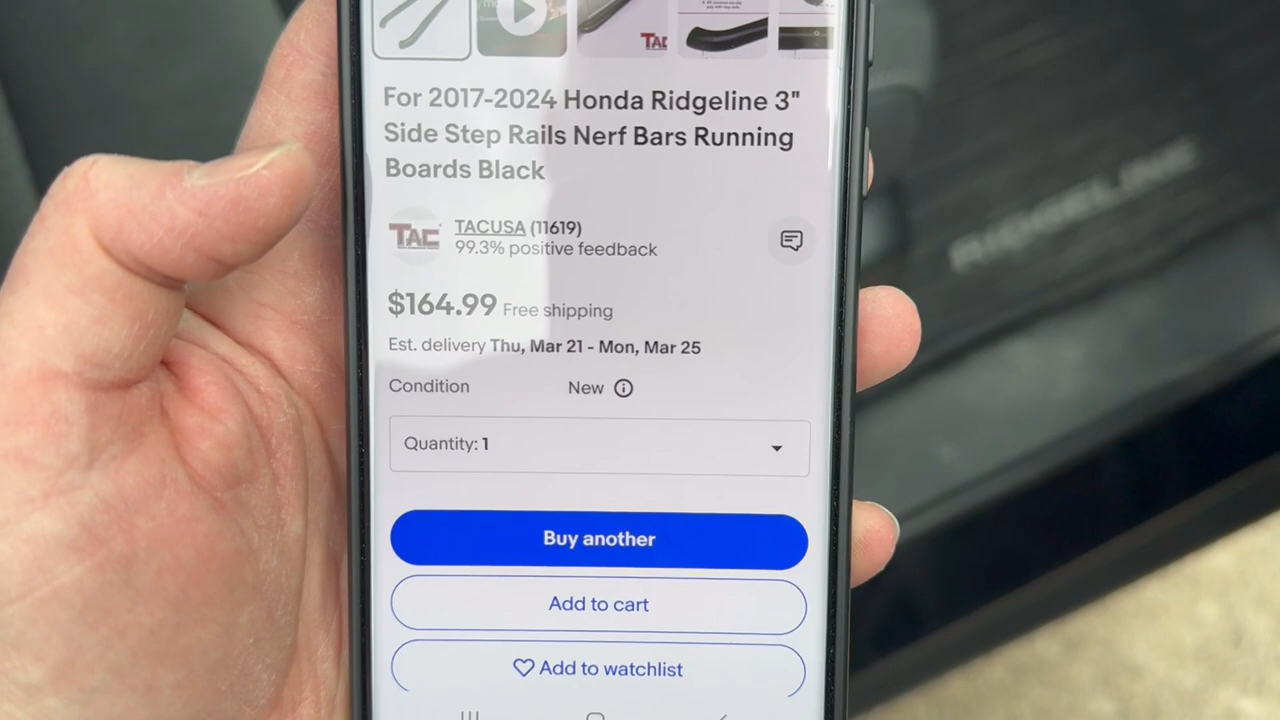 TAC
For 2017-2024 Honda Ridgeline 3"
Side Step Rails Nerf Bars Running
Boards Black
TAC
TACUSA (11619)
99.3% positive feedback
$164.99 Free shipping
Est. delivery Thu, Mar 21 - Mon, Mar 25
Condition New
Quantity: 1
Buy another
Add to cart
Add to watchlist
RIDGELINE